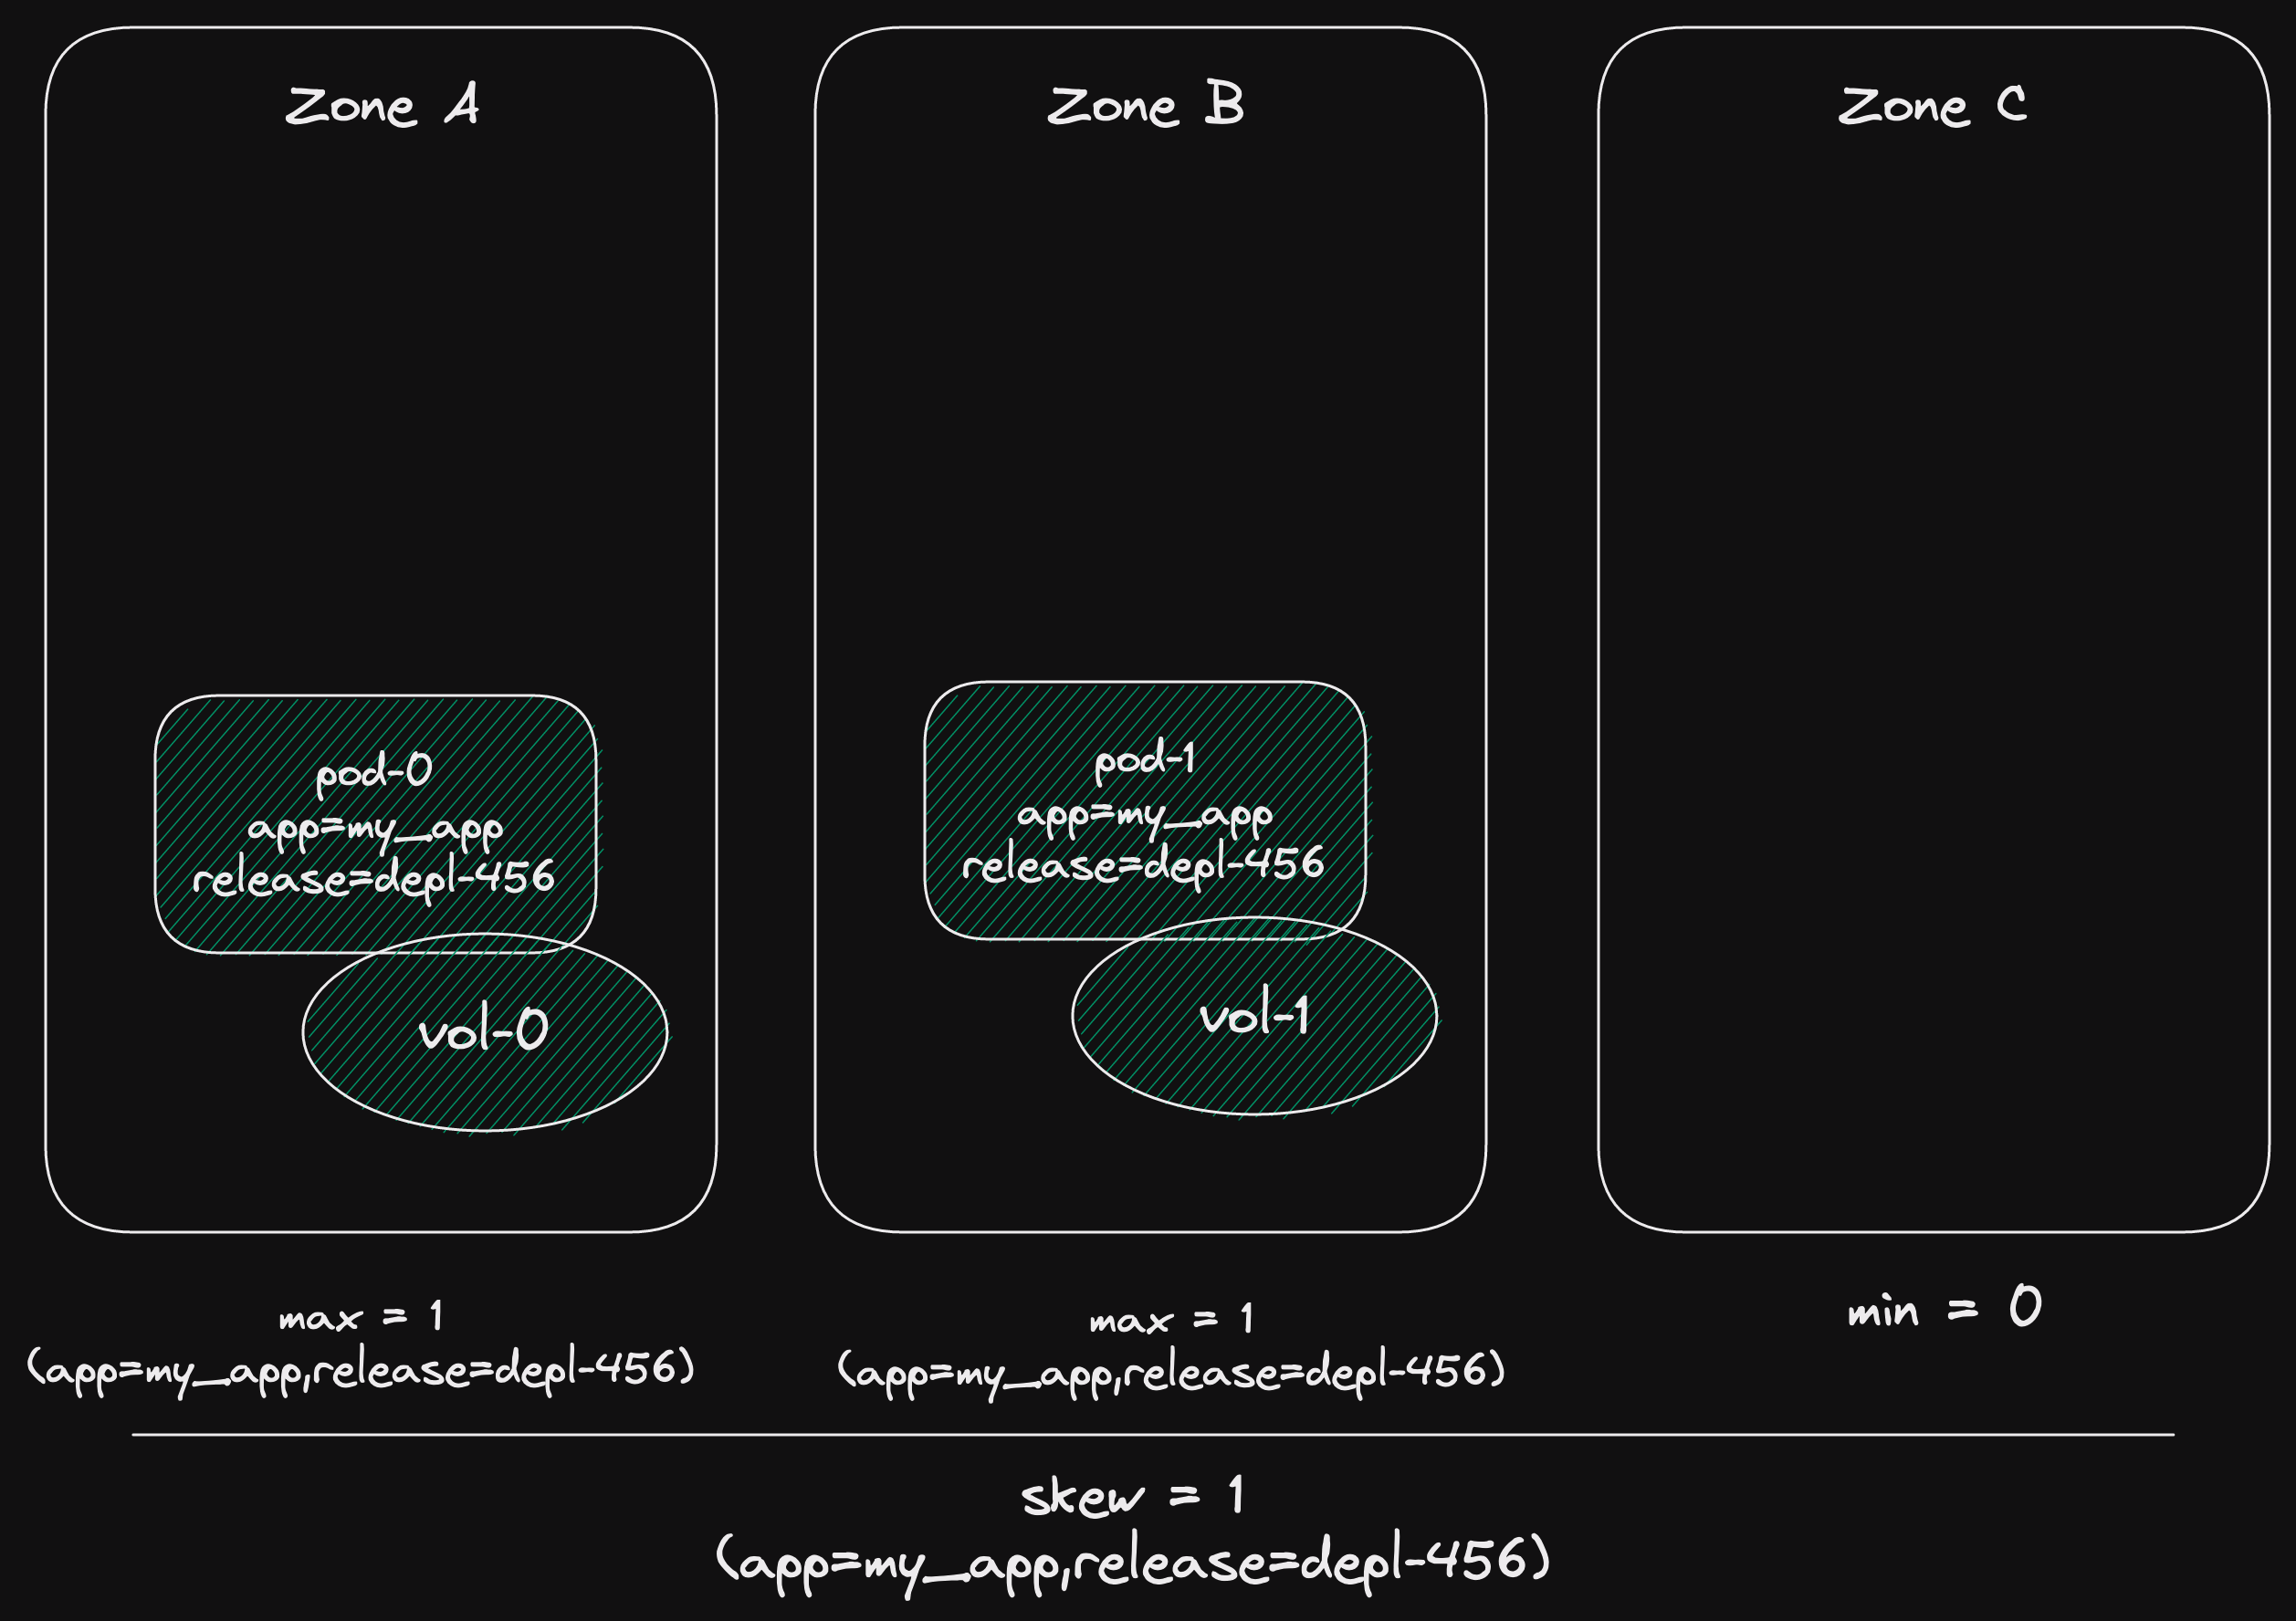 Zone A
Zone B
Zone C
pod-0
app=my_app
release=depl-456
vol-0
pod-1
app=my_app
release=depl-456
vol-1
max = 1
(app=my_app,release=depl-456)
max = 1
(app=my_app,release=depl-456)
min = 0
skew = 1
(app=my_app,release=depl-456)